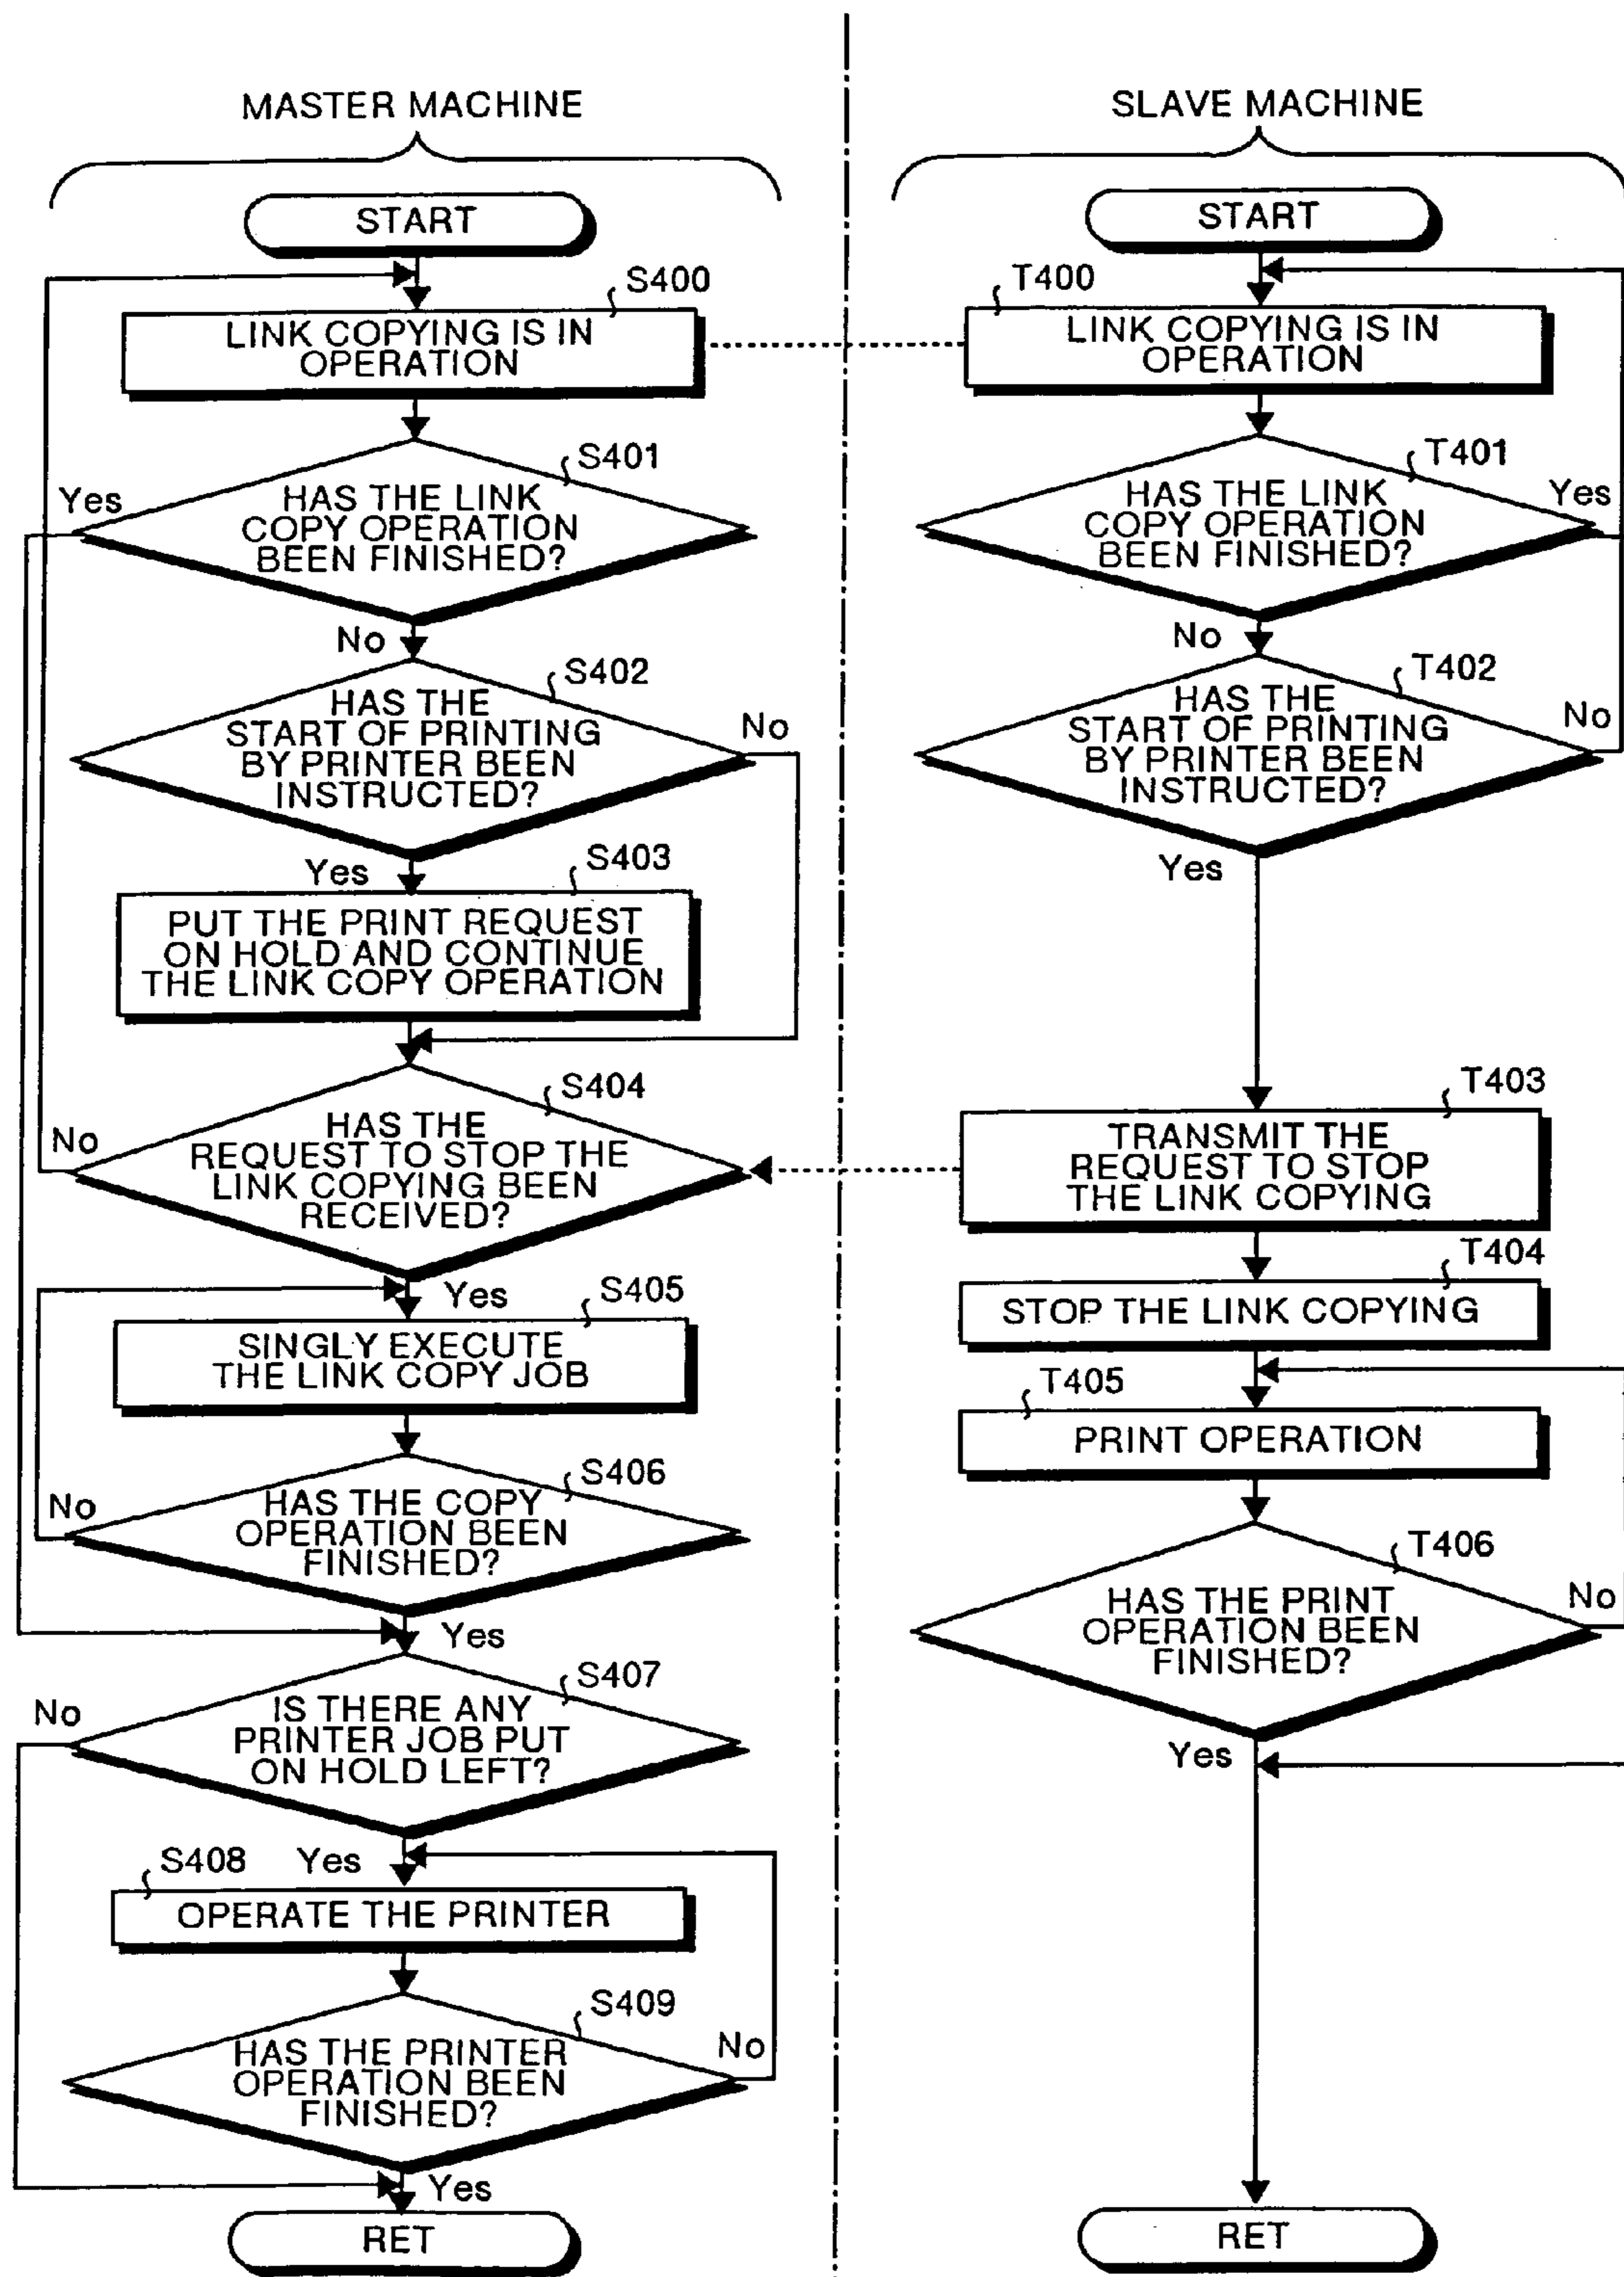 MASTER MACHINE
START
S400
LINK COPYING IS IN
OPERATION
S401
Yes
HAS THE LINK
COPY OPERATION
BEEN FINISHED?
No
S402
HAS THE
START OF PRINTING
BY PRINTER BEEN
INSTRUCTED?
No
Yes
S403
PUT THE PRINT REQUEST
ON HOLD AND CONTINUE
THE LINK COPY OPERATION
S404
HAS THE
REQUEST TO STOP THE
LINK COPYING BEEN
RECEIVED?
No
Yes
S405
SINGLY EXECUTE
THE LINK COPY JOB
S406
HAS THE COPY
OPERATION BEEN
FINISHED?
No
Yes
S407
IS THERE ANY
PRINTER JOB PUT
ON HOLD LEFT?
No
Yes
S408
OPERATE THE PRINTER
S409
HAS THE PRINTER
OPERATION BEEN
FINISHED?
No
Yes
RET
SLAVE MACHINE
START
T400
LINK COPYING IS IN
OPERATION
T401
HAS THE LINK
COPY OPERATION
BEEN FINISHED?
Yes
No
T402
HAS THE
START OF PRINTING
BY PRINTER BEEN
INSTRUCTED?
No
Yes
T403
TRANSMIT THE
REQUEST TO STOP
THE LINK COPYING
T404
STOP THE LINK COPYING
T405
PRINT OPERATION
T406
HAS THE PRINT
OPERATION BEEN
FINISHED?
No
Yes
RET